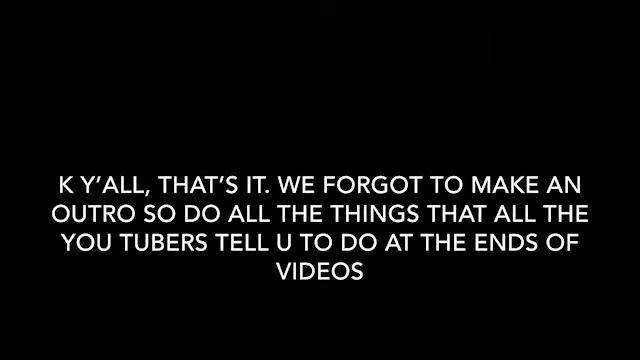 K Y’ALL, THAT’S IT. WE FORGOT TO MAKE AN
OUTRO SO DO ALL THE THINGS THAT ALL THE
YOU TUBERS TELL U TO DO AT THE ENDS OF
VIDEOS